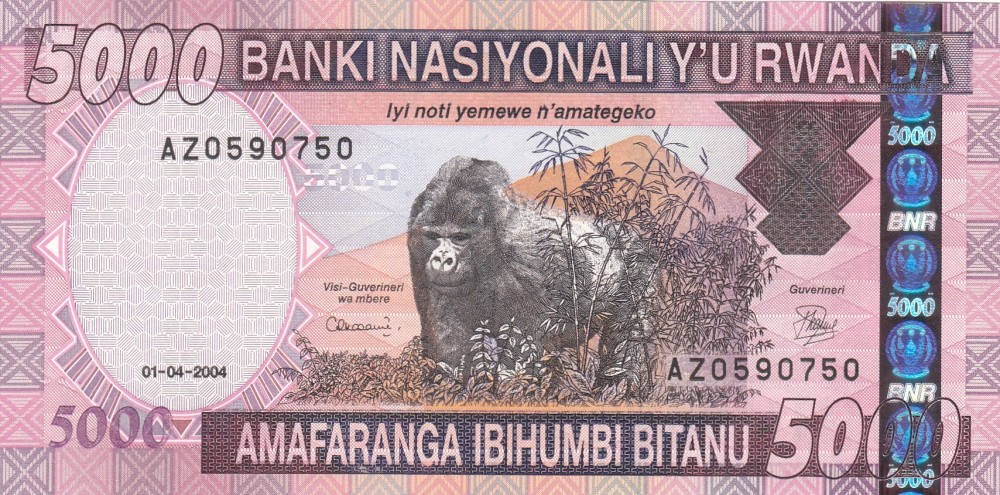 5000 BANKI NASIYONALI Y'U RWANDA
Iyi noti yemewe n'amategeko
AZ0590750
5000
5000
BNR
Visi-Guverineri
wa mbere
Guverineri
5000
01-04-2004
AZ0590750
BNR
5000
AMAFARANGA IBIHUMBI BITANU
5000
5000